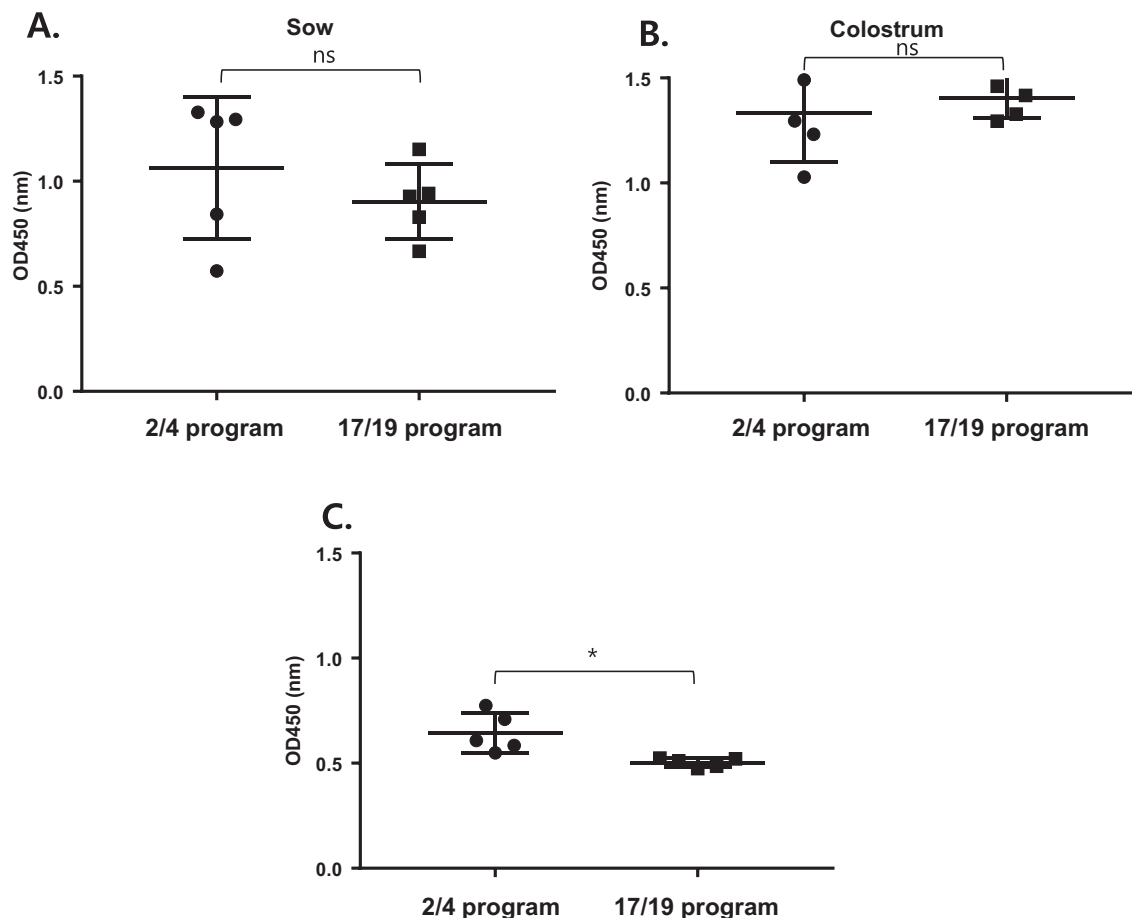 A.
Sow
ns
1.5
1.0
0.5
0.0
OD450 (nm)
2/4 program
17/19 program
B.
Colostrum
ns
1.5
1.0
0.5
0.0
OD450 (nm)
2/4 program
17/19 program
C.
*
1.5
1.0
0.5
0.0
OD450 (nm)
2/4 program
17/19 program